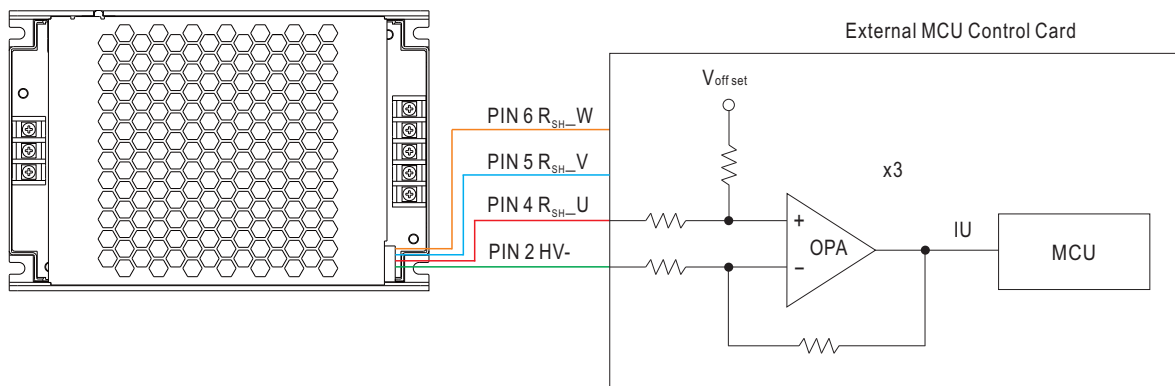 External MCU Control Card
Voff set
PIN 6 RSH_W
PIN 5 RSH_V
x3
PIN 4 RSH_U
+
OPA
IU
MCU
PIN 2 HV-
−